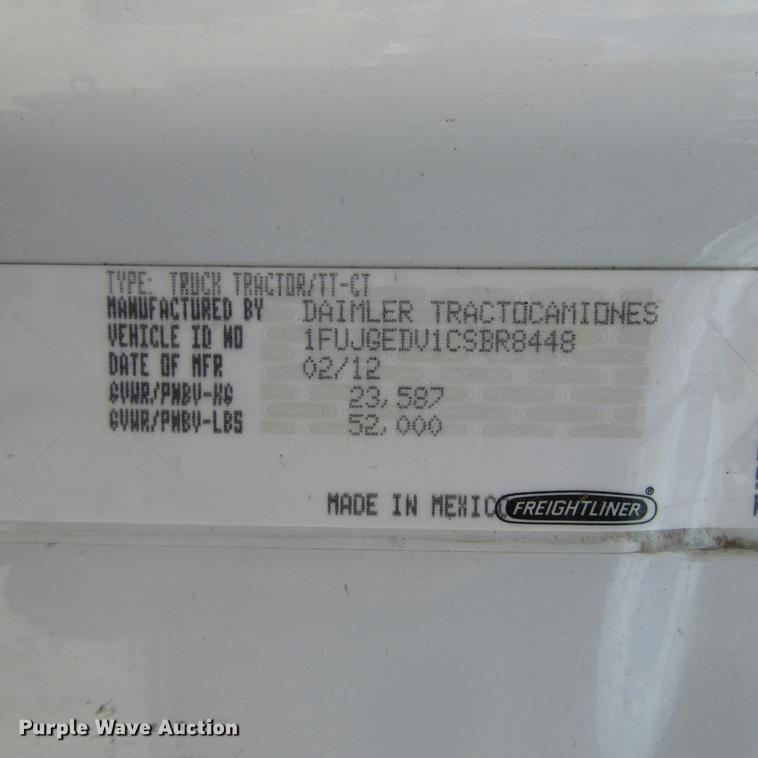 TYPE: TRUCK TRACTOR/TT-CT
MANUFACTURED BY DAIMLER TRACTOCAMIONES
VEHICLE ID NO 1FUJGEDV1CSBR8448
DATE OF MFR 02/12
GVWR/PNBV-KG 23,587
GVWR/PNBV-LBS 52,000
MADE IN MEXICO FREIGHTLINER®
Purple Wave Auction